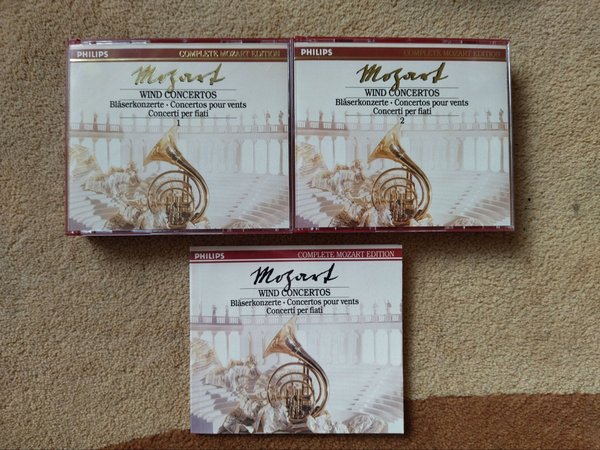 PHILIPS COMPLETE MOZART EDITION
Mozart
WIND CONCERTOS
Bläserkonzerte · Concertos pour vents
Concerti per fiati
1
PHILIPS COMPLETE MOZART EDITION
Mozart
WIND CONCERTOS
Bläserkonzerte · Concertos pour vents
Concerti per fiati
2
PHILIPS COMPLETE MOZART EDITION
Mozart
WIND CONCERTOS
Bläserkonzerte · Concertos pour vents
Concerti per fiati